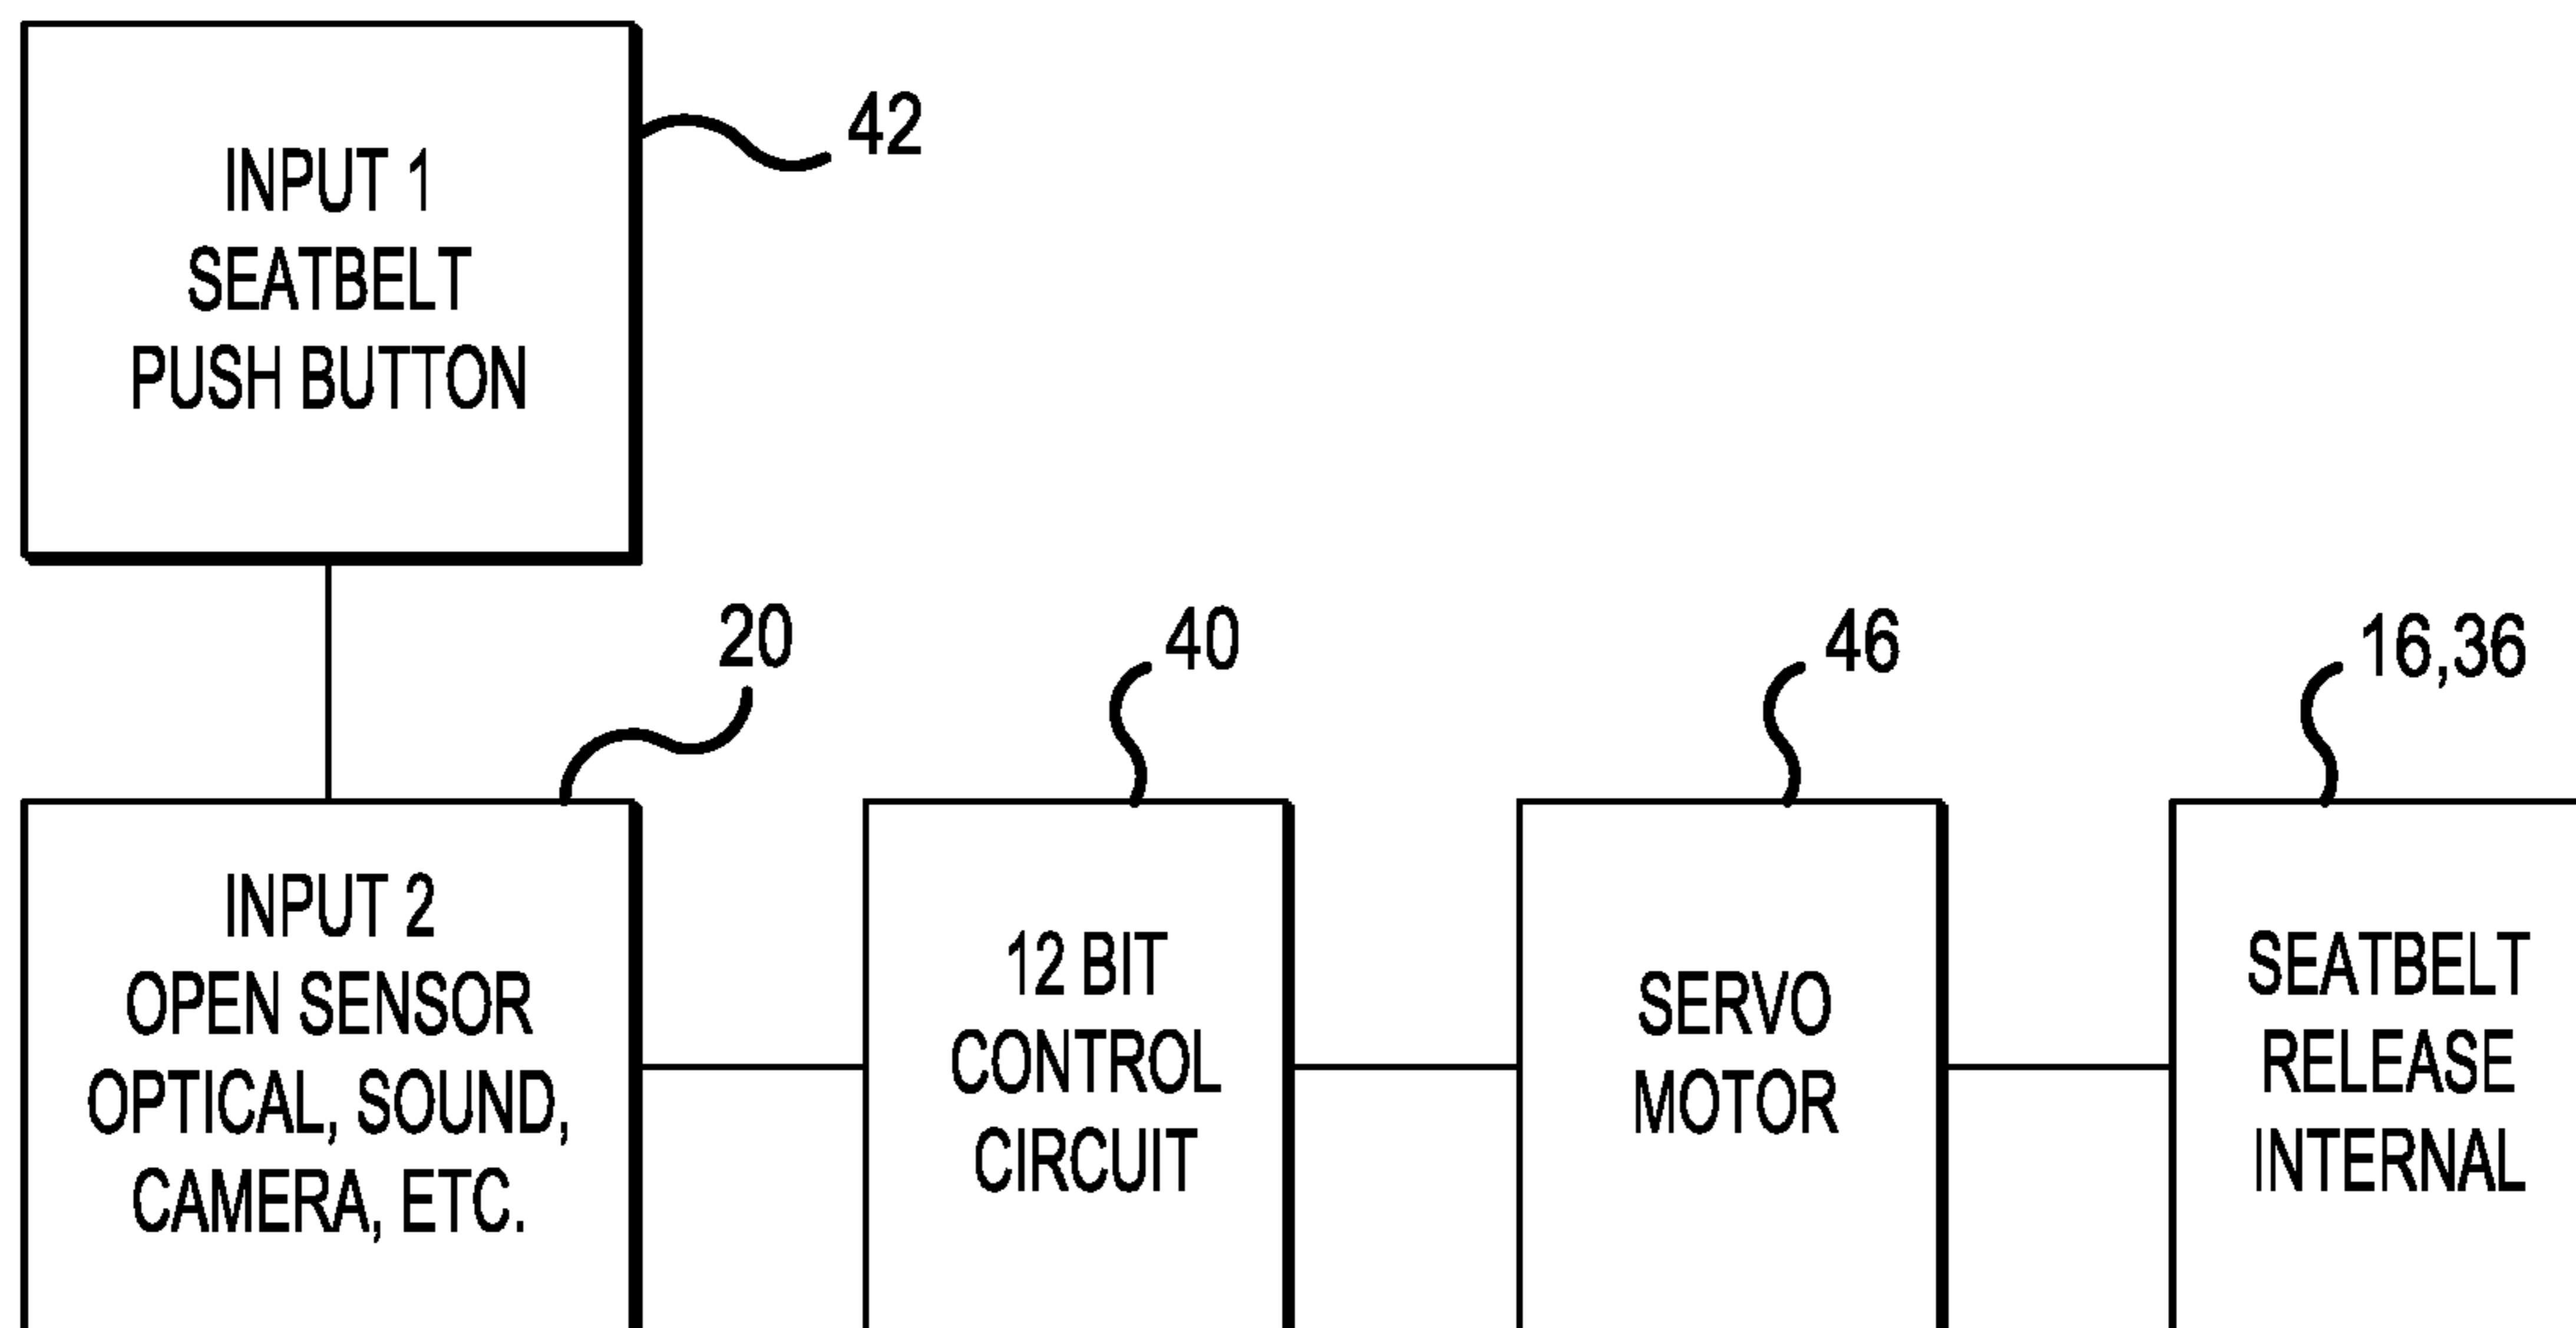 INPUT 1
SEATBELT
PUSH BUTTON
42
20
INPUT 2
OPEN SENSOR
OPTICAL, SOUND,
CAMERA, ETC.
40
12 BIT
CONTROL
CIRCUIT
46
SERVO
MOTOR
16,36
SEATBELT
RELEASE
INTERNAL